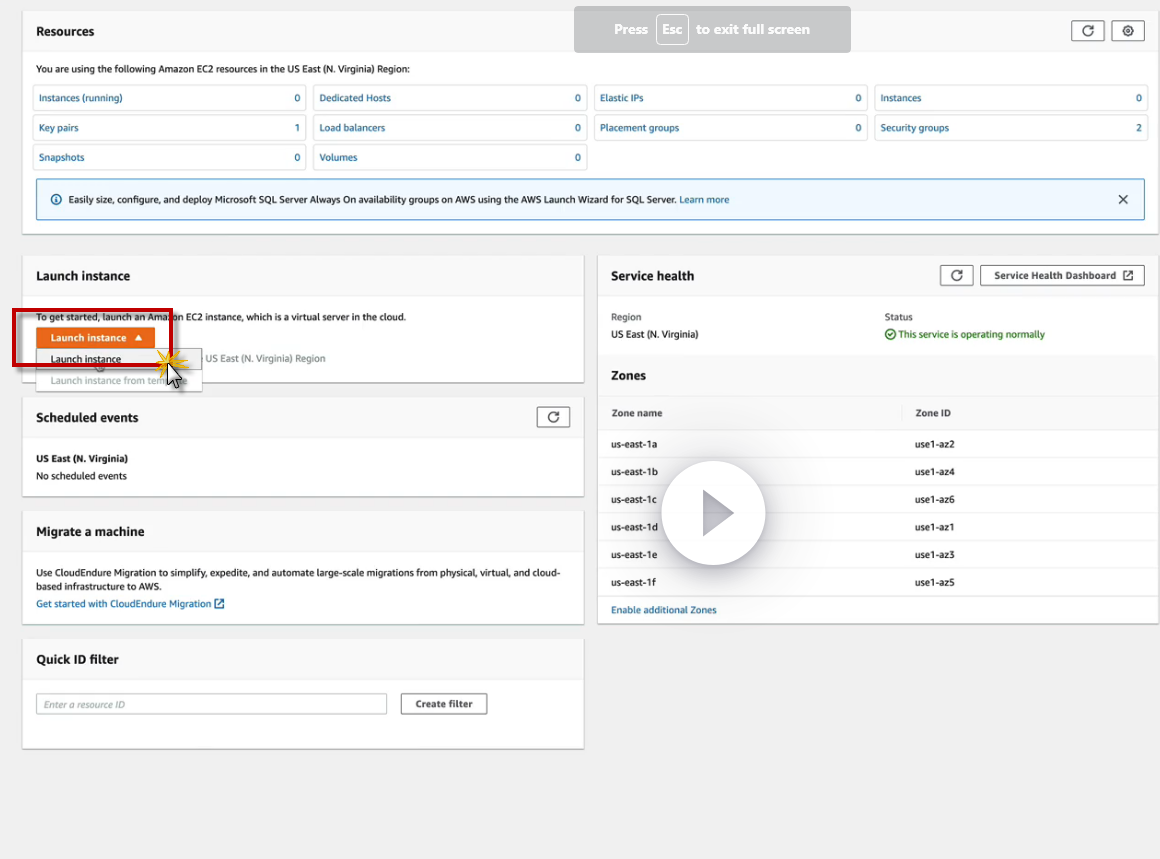 Press Esc to exit full screen
Resources
You are using the following Amazon EC2 resources in the US East (N. Virginia) Region:
Instances (running) 0
Dedicated Hosts 0
Elastic IPs 0
Instances 0
Key pairs 1
Load balancers 0
Placement groups 0
Security groups 2
Snapshots 0
Volumes 0
Easily size, configure, and deploy Microsoft SQL Server Always On availability groups on AWS using the AWS Launch Wizard for SQL Server. Learn more
Launch instance
To get started, launch an Amazon EC2 instance, which is a virtual server in the cloud.
Launch instance
Launch instance
US East (N. Virginia) Region
Launch instance from template
Scheduled events
US East (N. Virginia)
No scheduled events
Migrate a machine
Use CloudEndure Migration to simplify, expedite, and automate large-scale migrations from physical, virtual, and cloud-
based infrastructure to AWS.
Get started with CloudEndure Migration
Quick ID filter
Enter a resource ID
Create filter
Service health
Service Health Dashboard
Region
Status
US East (N. Virginia)
This service is operating normally
Zones
Zone name Zone ID
us-east-1a use1-az2
us-east-1b use1-az4
us-east-1c use1-az6
us-east-1d use1-az1
us-east-1e use1-az3
us-east-1f use1-az5
Enable additional Zones